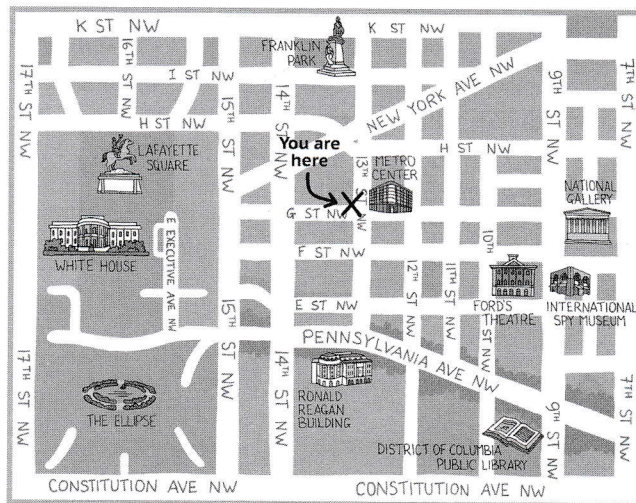 K ST NW
K ST NW
16TH ST NW
FRANKLIN
PARK
17TH ST NW
I ST NW
14TH ST NW
NEW YORK AVE NW
9TH ST NW
7TH ST NW
15TH ST NW
H ST NW
H ST NW
LAFAYETTE
SQUARE
You are
here
13TH ST NW
METRO
CENTER
NATIONAL
GALLERY
G ST NW
E EXECUTIVE AVE NW
WHITE HOUSE
F ST NW
12TH ST NW
11TH ST NW
10TH ST NW
FORD'S
THEATRE
INTERNATIONAL
SPY MUSEUM
E ST NW
15TH ST NW
PENNSYLVANIA AVE NW
17TH ST NW
14TH ST NW
RONALD
REAGAN
BUILDING
THE ELLIPSE
9TH ST NW
7TH ST NW
DISTRICT OF COLUMBIA
PUBLIC LIBRARY
CONSTITUTION AVE NW
CONSTITUTION AVE NW